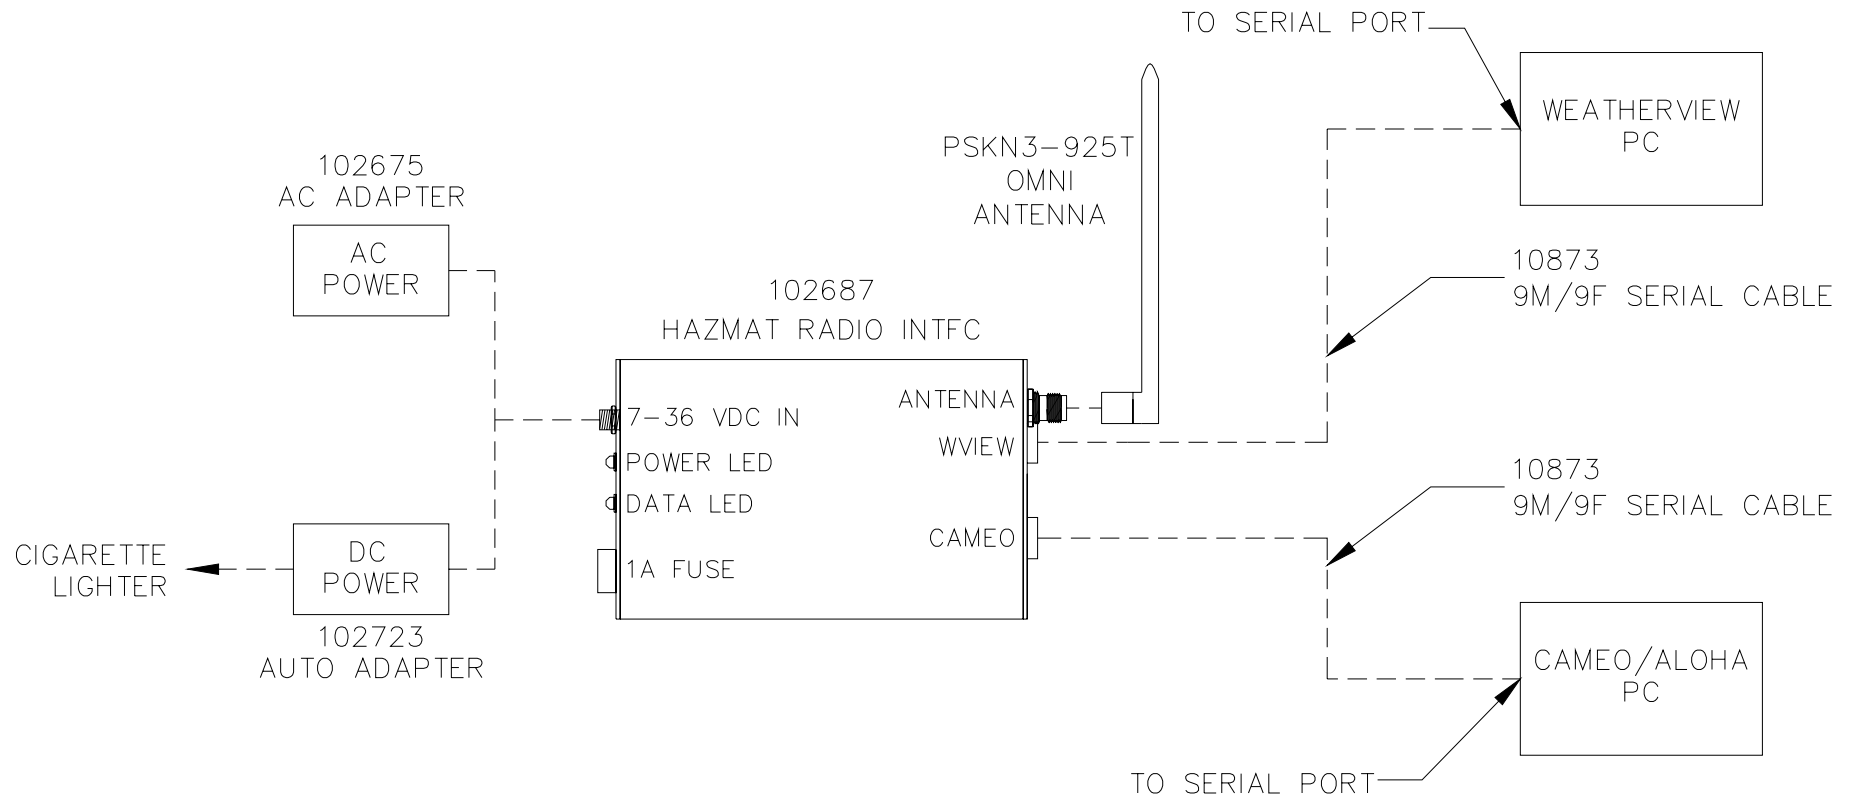 TO SERIAL PORT
WEATHERVIEW
PC
PSKN3-925T
OMNI
ANTENNA
102675
AC ADAPTER
AC
POWER
10873
9M/9F SERIAL CABLE
102687
HAZMAT RADIO INTFC
7-36 VDC IN
POWER LED
DATA LED
1A FUSE
ANTENNA
WVIEW
CAMEO
10873
9M/9F SERIAL CABLE
CIGARETTE
LIGHTER
DC
POWER
102723
AUTO ADAPTER
CAMEO/ALOHA
PC
TO SERIAL PORT